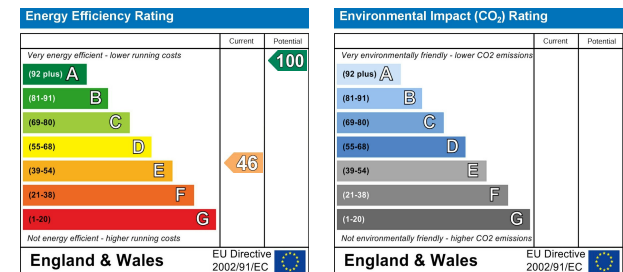 Energy Efficiency Rating
Current Potential
Very energy efficient - lower running costs
(92 plus) A
100
(81-91) B
(69-80) C
(55-68) D
(39-54) E
46
(21-38) F
(1-20) G
Not energy efficient - higher running costs
England & Wales
EU Directive
2002/91/EC
Environmental Impact (CO₂) Rating
Current Potential
Very environmentally friendly - lower CO2 emissions
(92 plus) A
(81-91) B
(69-80) C
(55-68) D
(39-54) E
(21-38) F
(1-20) G
Not environmentally friendly - higher CO2 emissions
England & Wales
EU Directive
2002/91/EC